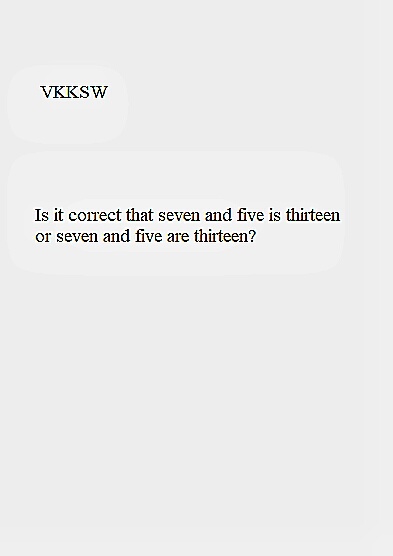 VKKSW
Is it correct that seven and five is thirteen
or seven and five are thirteen?